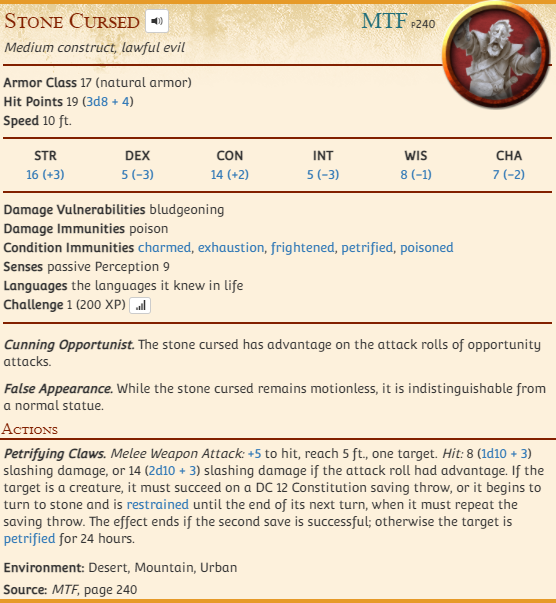 STONE CURSED MTF P240
Medium construct, lawful evil
Armor Class 17 (natural armor)
Hit Points 19 (3d8 + 4)
Speed 10 ft.
STR DEX CON INT WIS CHA
16 (+3) 5 (−3) 14 (+2) 5 (−3) 8 (−1) 7 (−2)
Damage Vulnerabilities bludgeoning
Damage Immunities poison
Condition Immunities charmed, exhaustion, frightened, petrified, poisoned
Senses passive Perception 9
Languages the languages it knew in life
Challenge 1 (200 XP)
Cunning Opportunist. The stone cursed has advantage on the attack rolls of opportunity
attacks.
False Appearance. While the stone cursed remains motionless, it is indistinguishable from
a normal statue.
ACTIONS
Petrifying Claws. Melee Weapon Attack: +5 to hit, reach 5 ft., one target. Hit: 8 (1d10 + 3)
slashing damage, or 14 (2d10 + 3) slashing damage if the attack roll had advantage. If the
target is a creature, it must succeed on a DC 12 Constitution saving throw, or it begins to
turn to stone and is restrained until the end of its next turn, when it must repeat the
saving throw. The effect ends if the second save is successful; otherwise the target is
petrified for 24 hours.
Environment: Desert, Mountain, Urban
Source: MTF, page 240